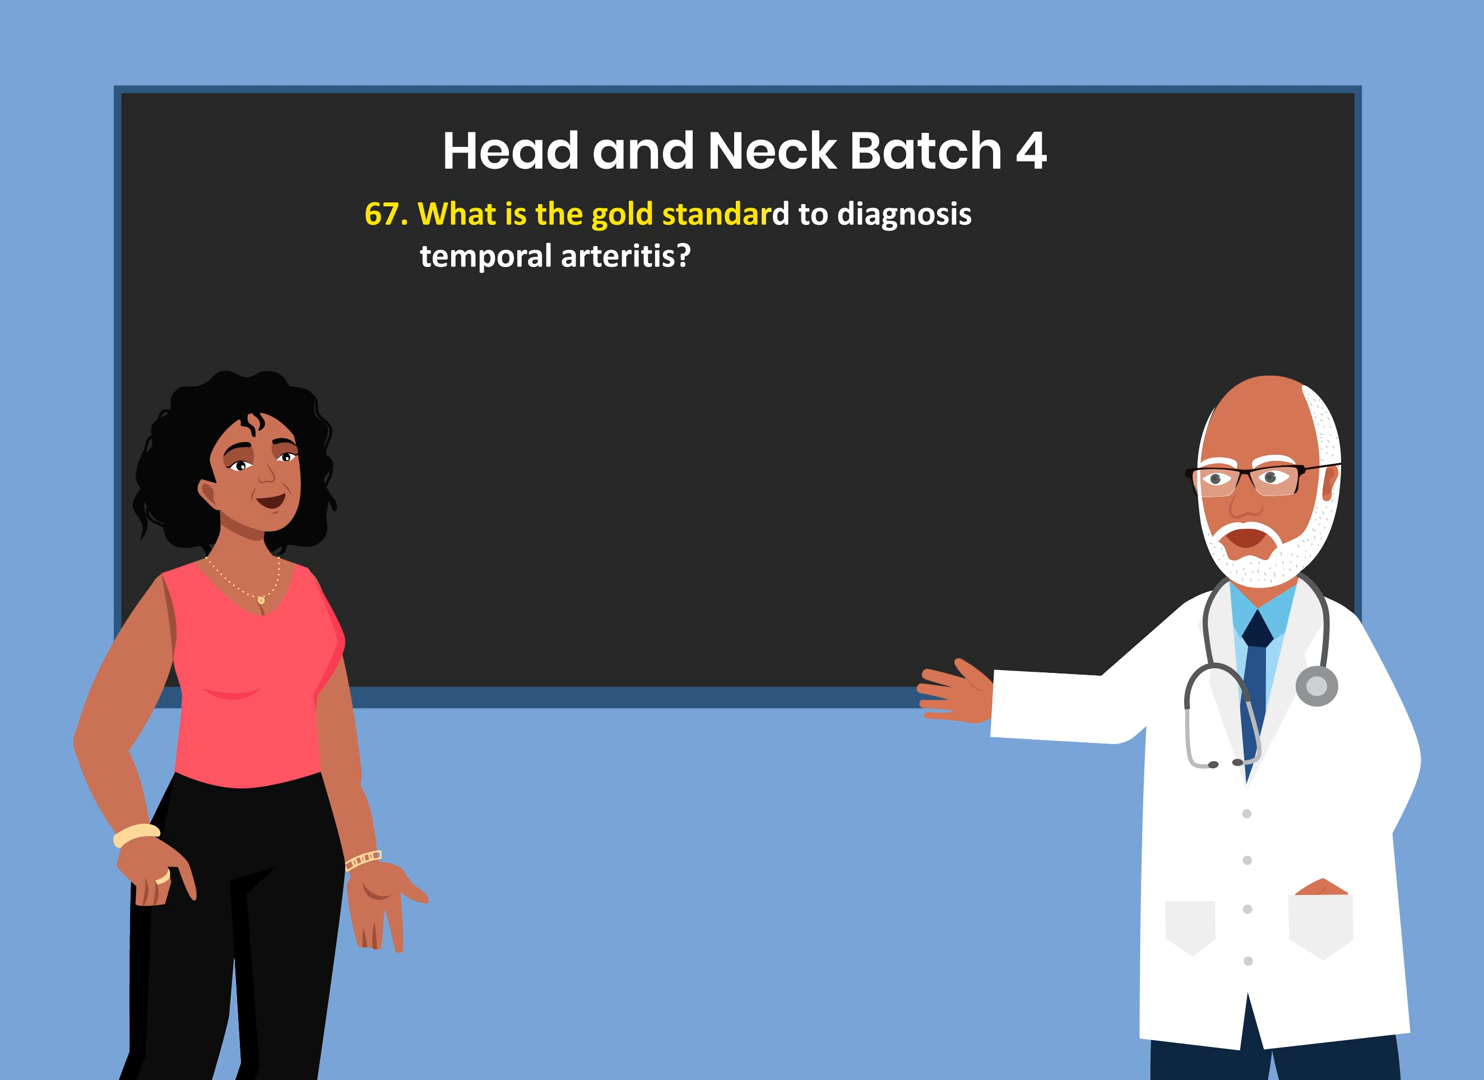 Head and Neck Batch 4
67. What is the gold standard to diagnosis
temporal arteritis?